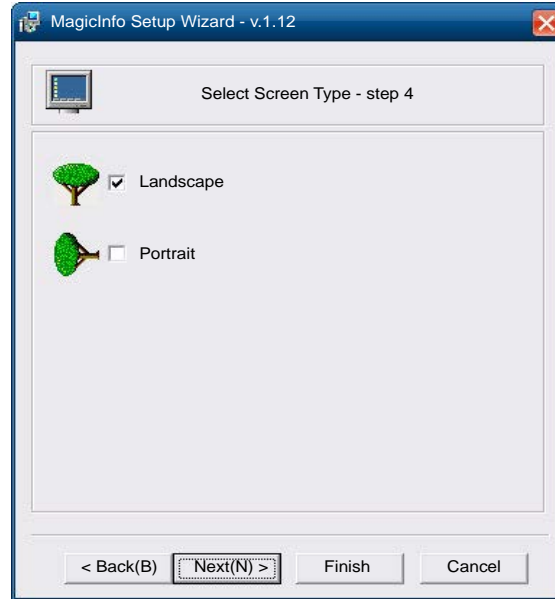 MagicInfo Setup Wizard - v.1.12
Select Screen Type - step 4
Landscape
Portrait
< Back(B) Next(N) > Finish Cancel